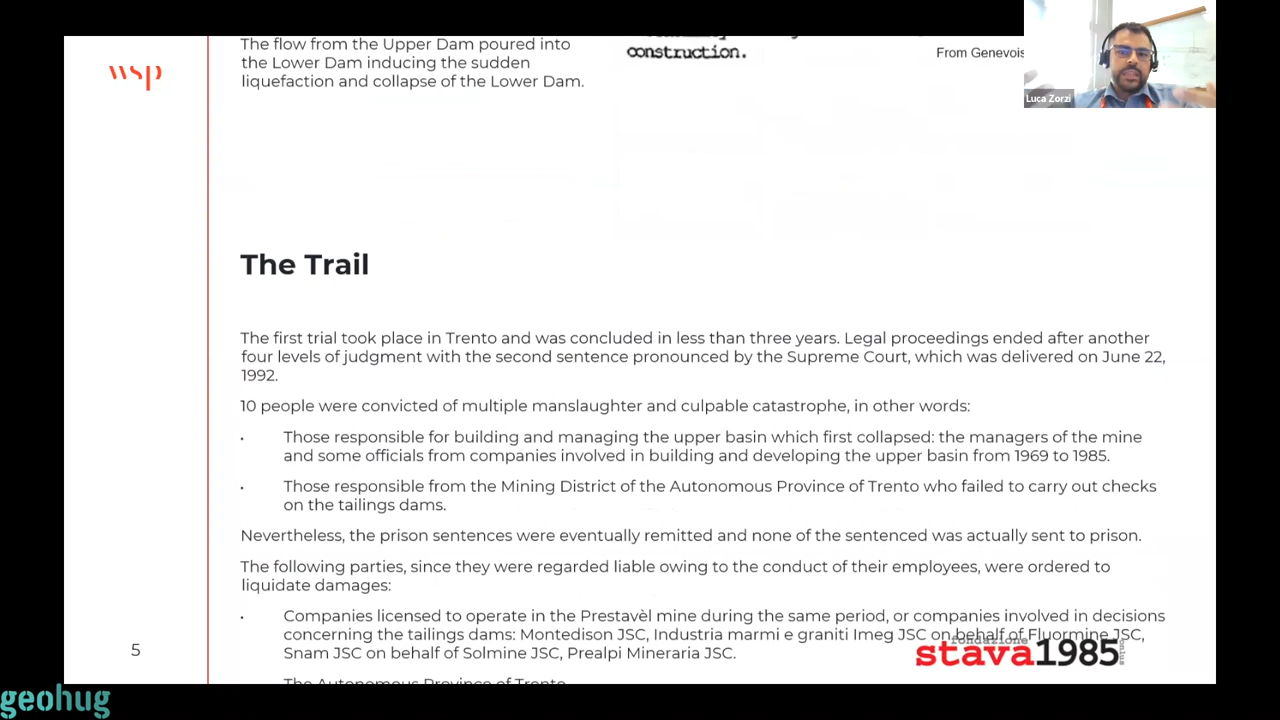 The flow from the Upper Dam poured into
the Lower Dam inducing the sudden
liquefaction and collapse of the Lower Dam.
construction.
From Genevois
Luca Zorzi
wsp
The Trail
The first trial took place in Trento and was concluded in less than three years. Legal proceedings ended after another
four levels of judgment with the second sentence pronounced by the Supreme Court, which was delivered on June 22,
1992.
10 people were convicted of multiple manslaughter and culpable catastrophe, in other words:
• Those responsible for building and managing the upper basin which first collapsed: the managers of the mine
and some officials from companies involved in building and developing the upper basin from 1969 to 1985.
• Those responsible from the Mining District of the Autonomous Province of Trento who failed to carry out checks
on the tailings dams.
Nevertheless, the prison sentences were eventually remitted and none of the sentenced was actually sent to prison.
The following parties, since they were regarded liable owing to the conduct of their employees, were ordered to
liquidate damages:
• Companies licensed to operate in the Prestavèl mine during the same period, or companies involved in decisions
concerning the tailings dams: Montedison JSC, Industria marmi e graniti Imeg JSC on behalf of Fluormine JSC,
Snam JSC on behalf of Solmine JSC, Prealpi Mineraria JSC.
The Autonomous Province of Trento
5
fondazione
stava1985
onlus
geohug